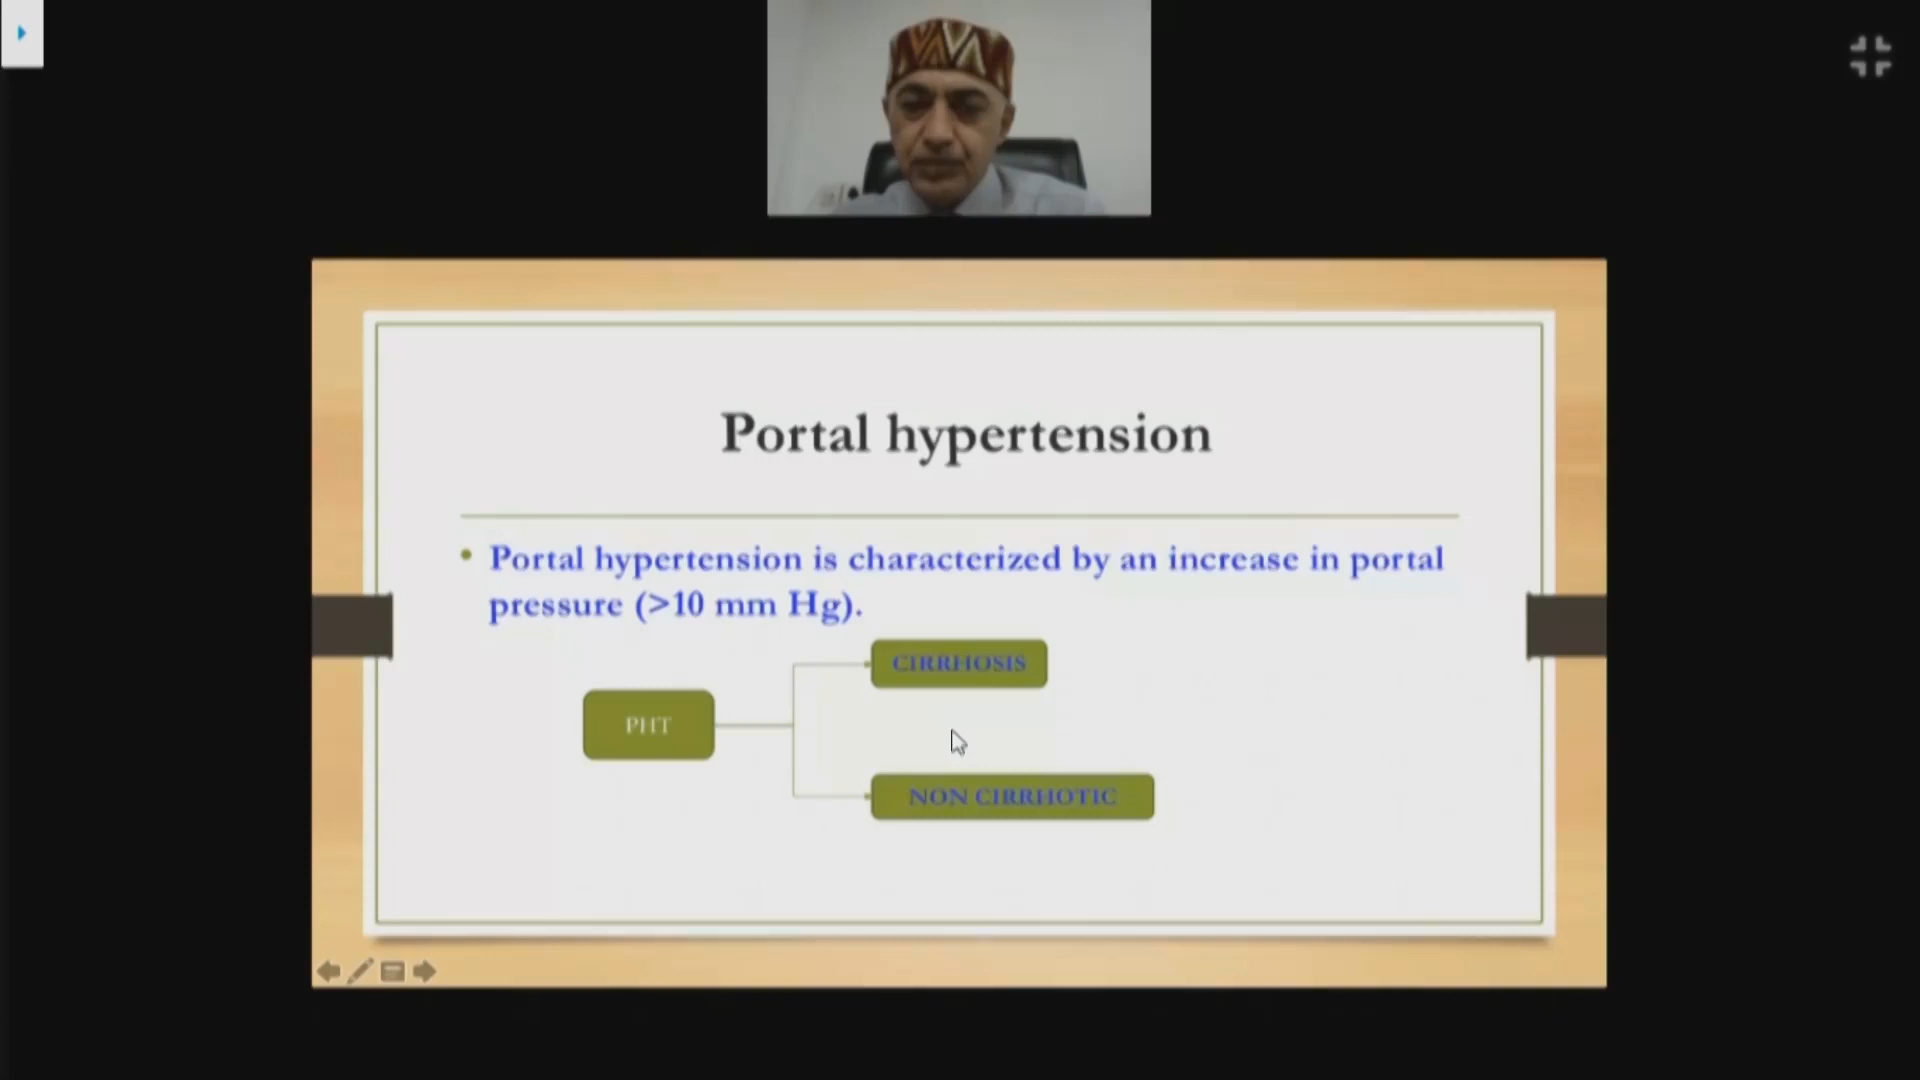 Portal hypertension
• Portal hypertension is characterized by an increase in portal
pressure (>10 mm Hg).
CIRRHOSIS
PHT
NON CIRRHOTIC